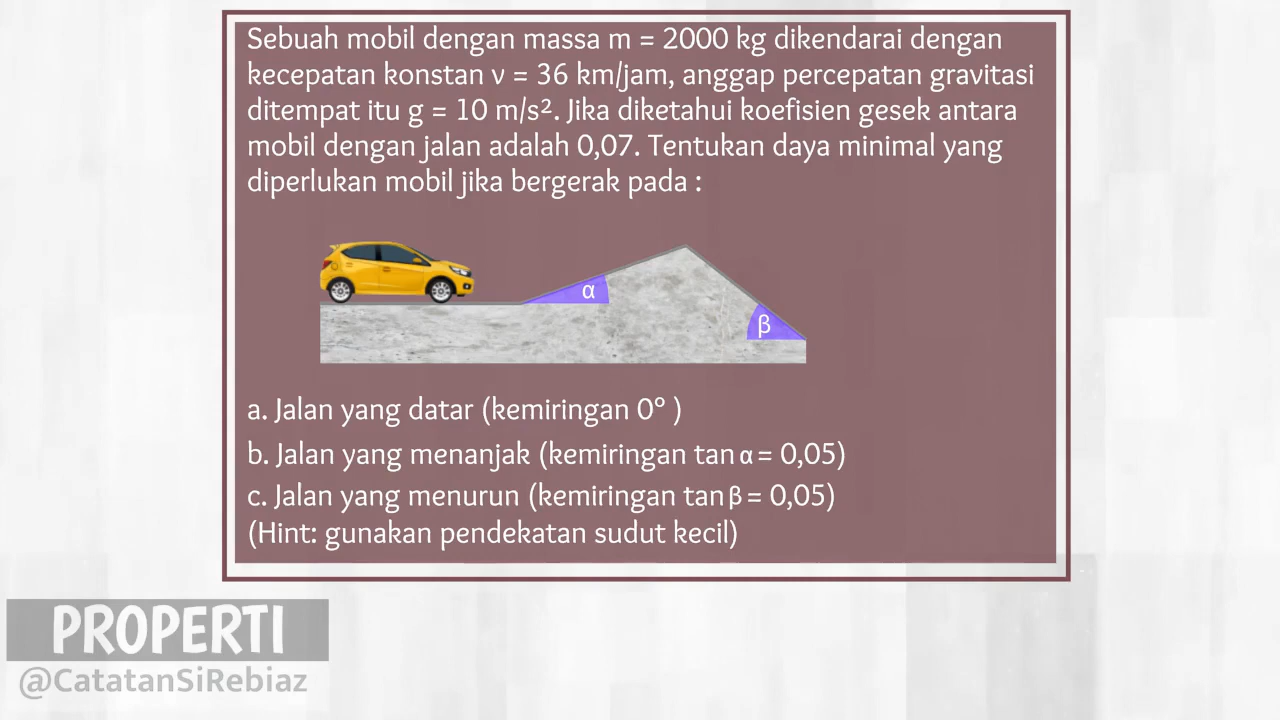 Sebuah mobil dengan massa m = 2000 kg dikendarai dengan
kecepatan konstan v = 36 km/jam, anggap percepatan gravitasi
ditempat itu g = 10 m/s². Jika diketahui koefisien gesek antara
mobil dengan jalan adalah 0,07. Tentukan daya minimal yang
diperlukan mobil jika bergerak pada :
α
β
a. Jalan yang datar (kemiringan 0° )
b. Jalan yang menanjak (kemiringan tan α = 0,05)
c. Jalan yang menurun (kemiringan tan β = 0,05)
(Hint: gunakan pendekatan sudut kecil)
PROPERTI
@CatatanSiRebiaz